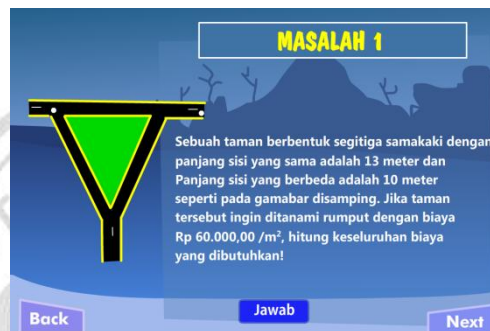 MASALAH 1
Sebuah taman berbentuk segitiga samakaki dengan
panjang sisi yang sama adalah 13 meter dan
Panjang sisi yang berbeda adalah 10 meter
seperti pada gamabar disamping. Jika taman
tersebut ingin ditanami rumput dengan biaya
Rp 60.000,00 /m², hitung keseluruhan biaya
yang dibutuhkan!
Back
Jawab
Next